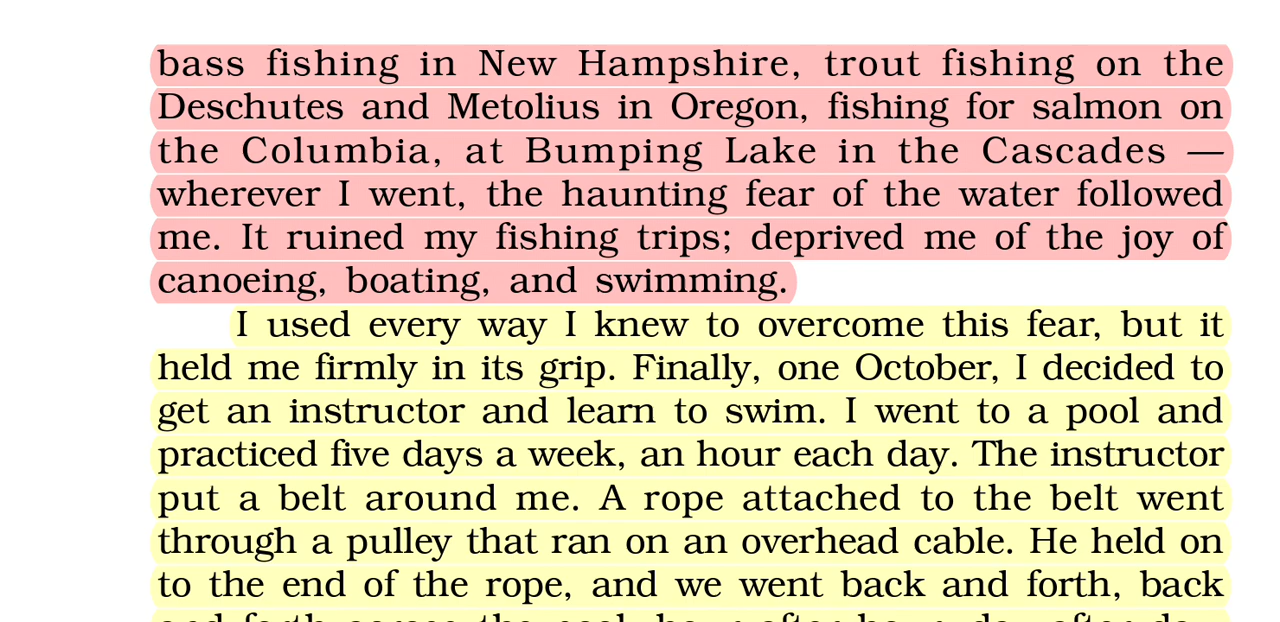 bass fishing in New Hampshire, trout fishing on the
Deschutes and Metolius in Oregon, fishing for salmon on
the Columbia, at Bumping Lake in the Cascades —
wherever I went, the haunting fear of the water followed
me. It ruined my fishing trips; deprived me of the joy of
canoeing, boating, and swimming.
I used every way I knew to overcome this fear, but it
held me firmly in its grip. Finally, one October, I decided to
get an instructor and learn to swim. I went to a pool and
practiced five days a week, an hour each day. The instructor
put a belt around me. A rope attached to the belt went
through a pulley that ran on an overhead cable. He held on
to the end of the rope, and we went back and forth, back